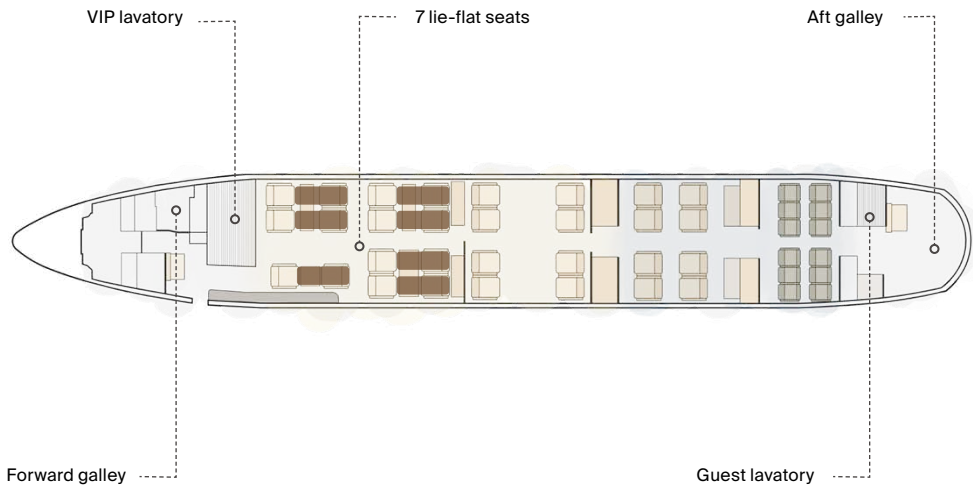 VIP lavatory
7 lie-flat seats
Aft galley
Forward galley
Guest lavatory